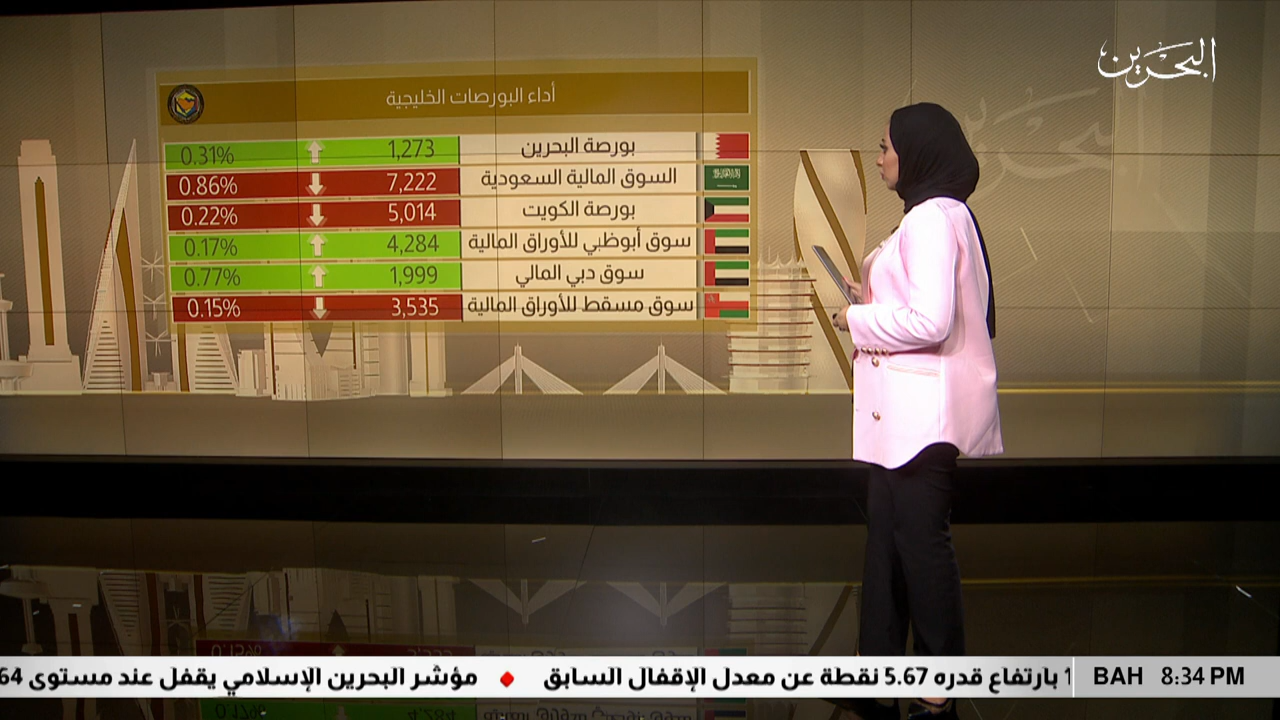 البحرين
أداء البورصات الخليجية
بورصة البحرين 1,273 0.31%
السوق المالية السعودية 7,222 0.86%
بورصة الكويت 5,014 0.22%
سوق أبوظبي للأوراق المالية 4,284 0.17%
سوق دبي المالي 1,999 0.77%
سوق مسقط للأوراق المالية 3,535 0.15%
1 بارتفاع قدره 5.67 نقطة عن معدل الإقفال السابق ♦ مؤشر البحرين الإسلامي يقفل عند مستوى 64
BAH 8:34 PM